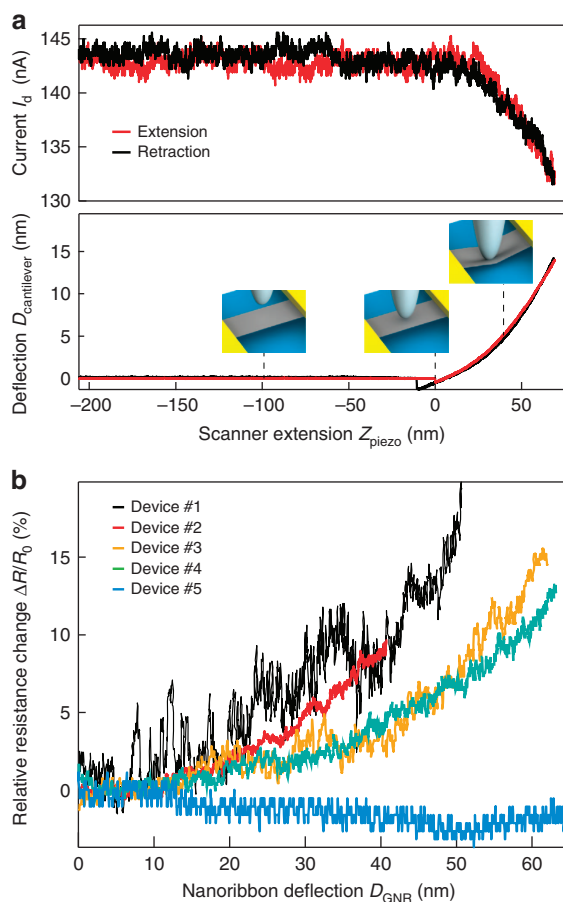 a
Current I_d (nA)
145
140
135
130
Extension
Retraction
Deflection D_cantilever (nm)
15
10
5
0
−200
−150
−100
−50
0
50
Scanner extension Z_piezo (nm)
b
Relative resistance change ΔR/R_0 (%)
15
10
5
0
Device #1
Device #2
Device #3
Device #4
Device #5
0
10
20
30
40
50
60
Nanoribbon deflection D_GNR (nm)